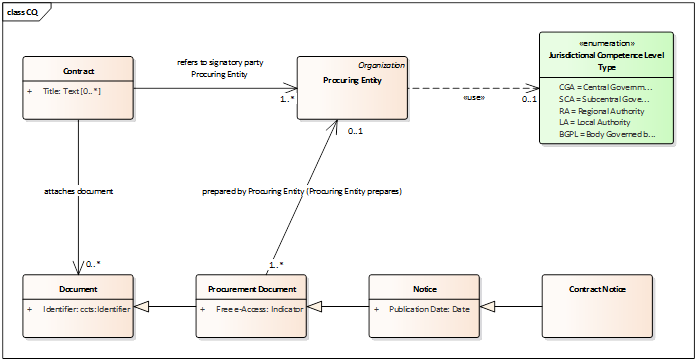 class CQ
Contract
+ Title: Text [0..*]
refers to signatory party
Procuring Entity
1..*
Organization
Procuring Entity
«use»
0..1
«enumeration»
Jurisdictional Competence Level
Type
CGA = Central Governm...
SCA = Subcentral Gove...
RA = Regional Authority
LA = Local Authority
BGPL = Body Governed b...
0..1
attaches document
prepared by Procuring Entity (Procuring Entity prepares)
0..*
1..*
Document
+ Identifier: ccts:Identifier
Procurement Document
+ Freee-Access: Indicator
Notice
+ Publication Date: Date
Contract Notice